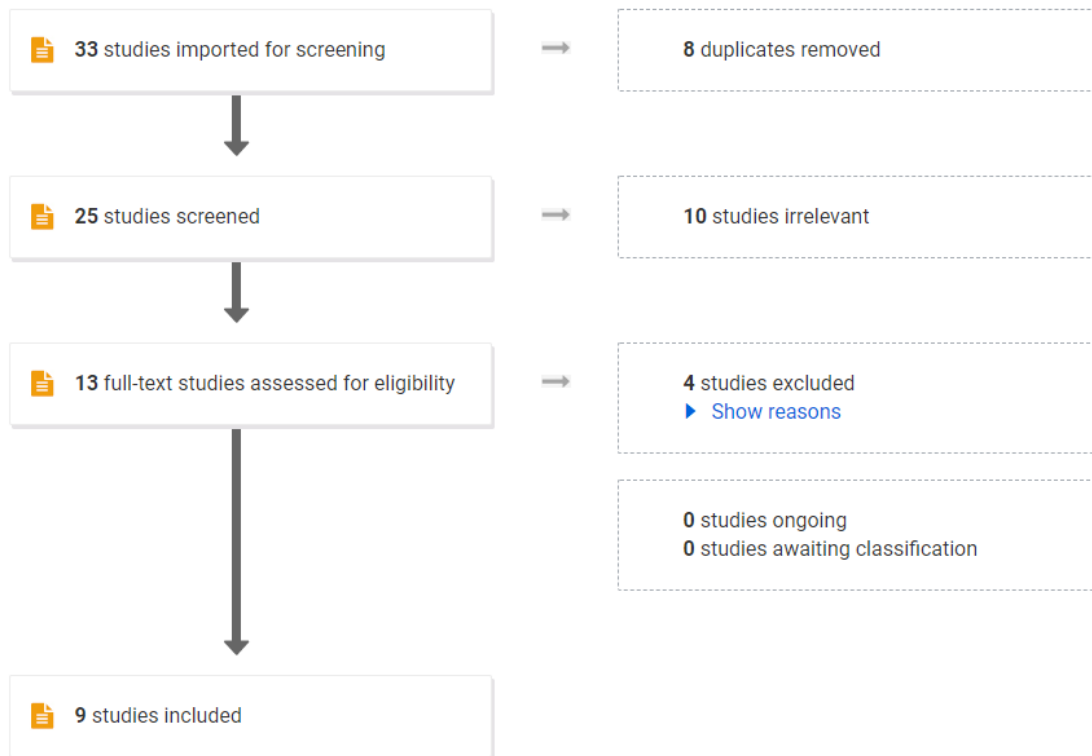 33 studies imported for screening
8 duplicates removed
25 studies screened
10 studies irrelevant
13 full-text studies assessed for eligibility
4 studies excluded
Show reasons
0 studies ongoing
0 studies awaiting classification
9 studies included